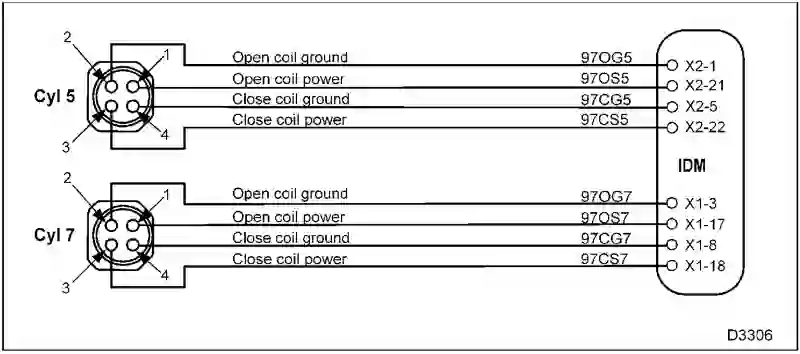 2 1 Open coil ground 97OG5 X2-1
Open coil power 97OS5 X2-21
Cyl 5 Close coil ground 97CG5 X2-5
Close coil power 97CS5 X2-22
3 4
IDM
2 1 Open coil ground 97OG7 X1-3
Open coil power 97OS7 X1-17
Cyl 7 Close coil ground 97CG7 X1-8
Close coil power 97CS7 X1-18
3 4
D3306